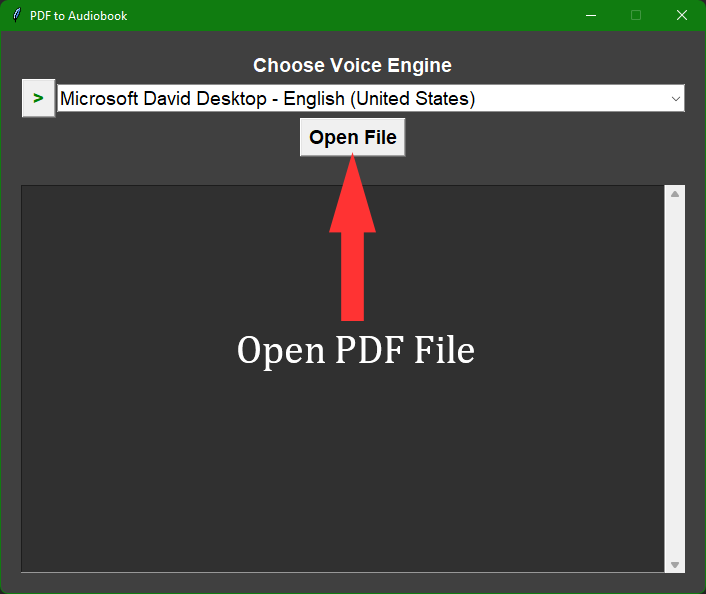 PDF to Audiobook
Choose Voice Engine
>
Microsoft David Desktop - English (United States)
Open File
Open PDF File